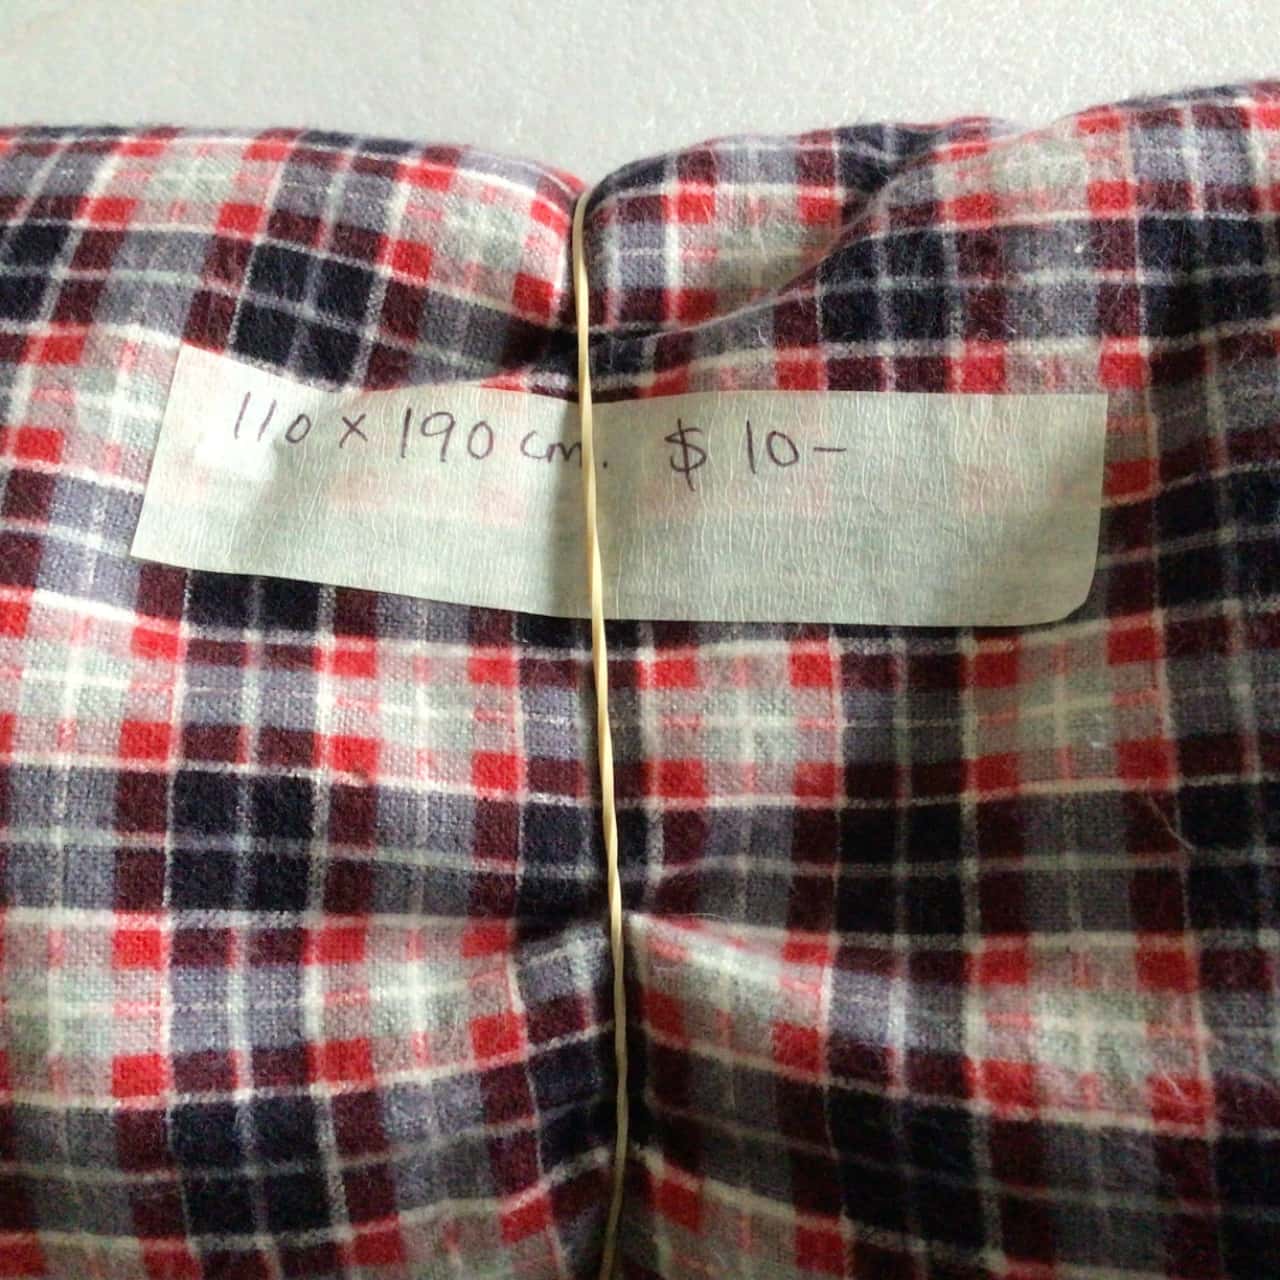 110 x 190 cm. $ 10-